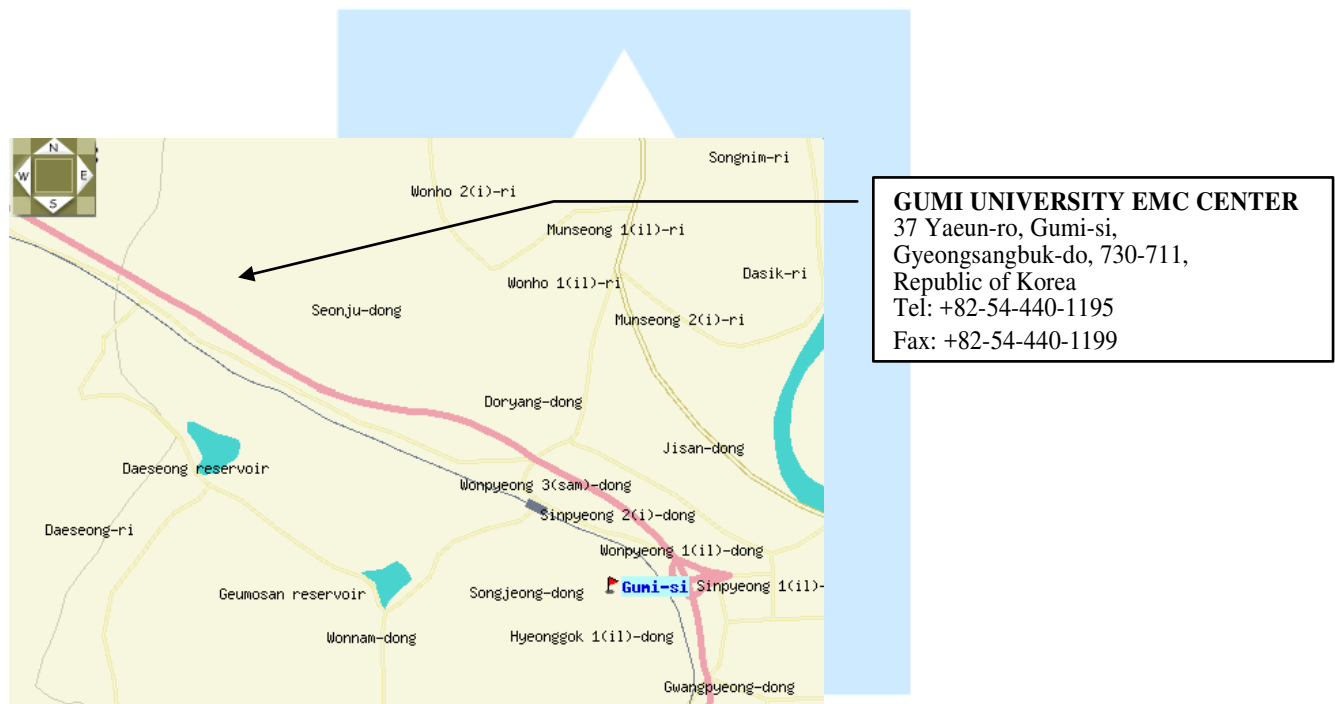 N
W
E
S
Songnim-ri
Wonho 2(i)-ri
Munseong 1(il)-ri
Dasik-ri
Wonho 1(il)-ri
Seonju-dong
Munseong 2(i)-ri
Doryang-dong
Jisan-dong
Daeseong reservoir
Wonpyeong 3(sam)-dong
Sinpyeong 2(i)-dong
Daeseong-ri
Wonpyeong 1(il)-dong
Geumosan reservoir
Songjeong-dong
Gumi-si
Sinpyeong 1(il)-
Wonnam-dong
Hyeonggok 1(il)-dong
Gwangpyeong-dong
GUMI UNIVERSITY EMC CENTER
37 Yaeun-ro, Gumi-si,
Gyeongsangbuk-do, 730-711,
Republic of Korea
Tel: +82-54-440-1195
Fax: +82-54-440-1199